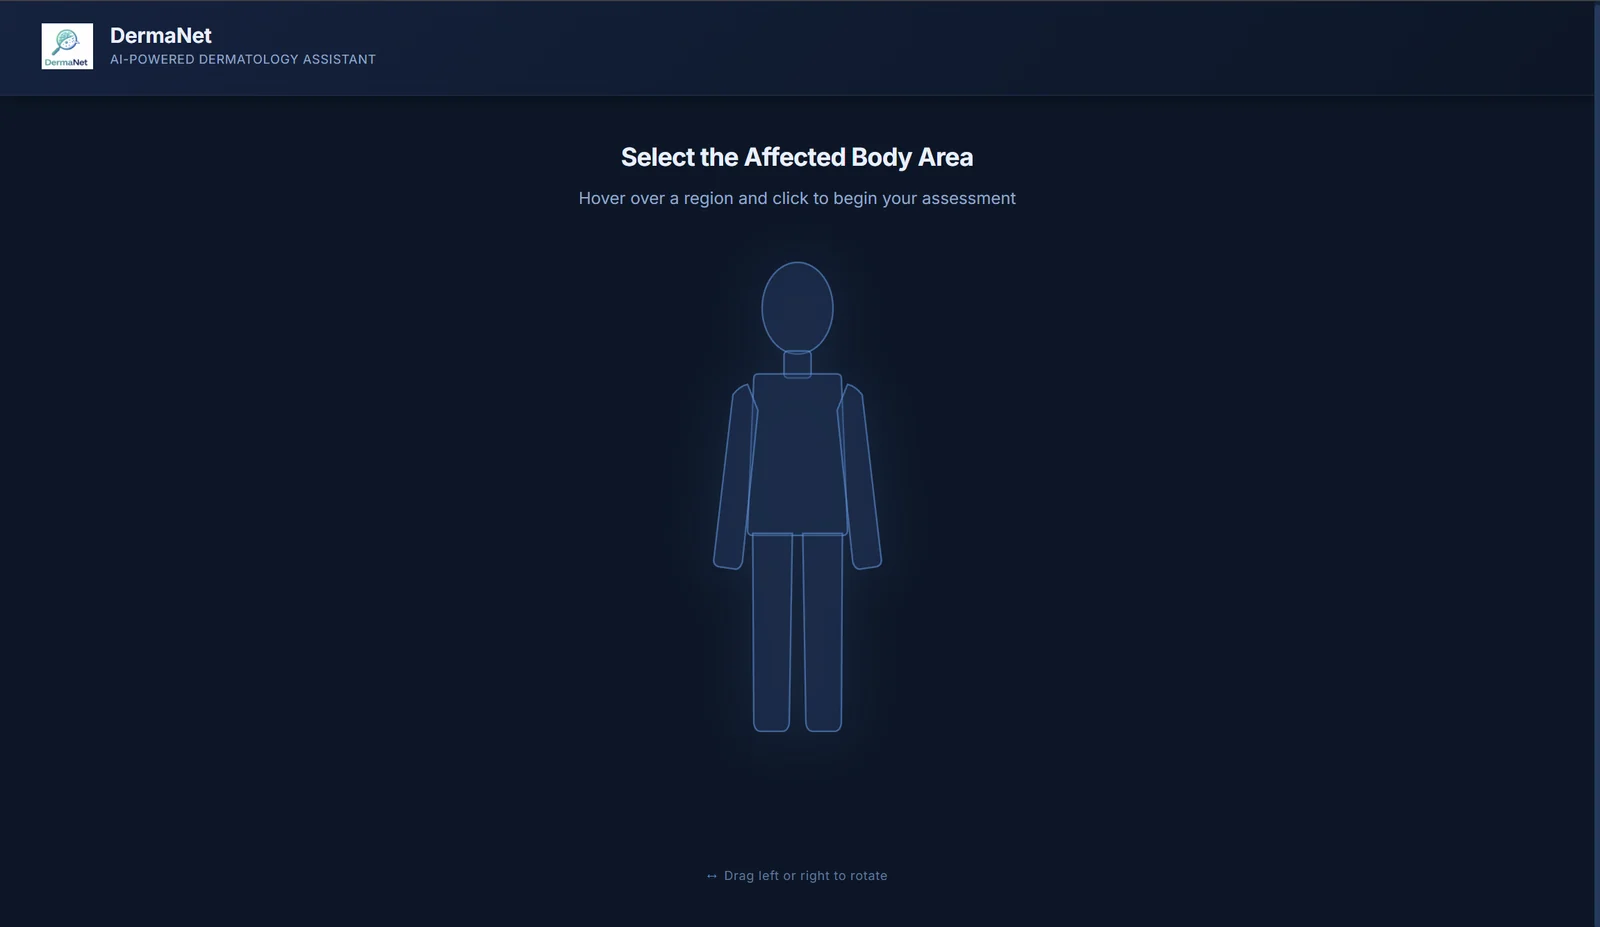 DermaNet
DermaNet
AI-POWERED DERMATOLOGY ASSISTANT
Select the Affected Body Area
Hover over a region and click to begin your assessment
↔ Drag left or right to rotate